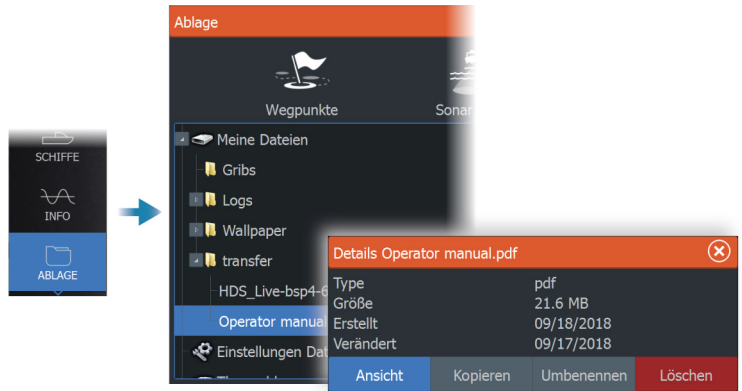 Ablage
Wegpunkte
Sonar
Meine Dateien
Gribs
Logs
Wallpaper
transfer
HDS_Live-bsp4-6
Operator manual
Einstellungen Dat
SCHIFFE
INFO
ABLAGE
Details Operator manual.pdf
Type pdf
Größe 21.6 MB
Erstellt 09/18/2018
Verändert 09/17/2018
Ansicht Kopieren Umbenennen Löschen